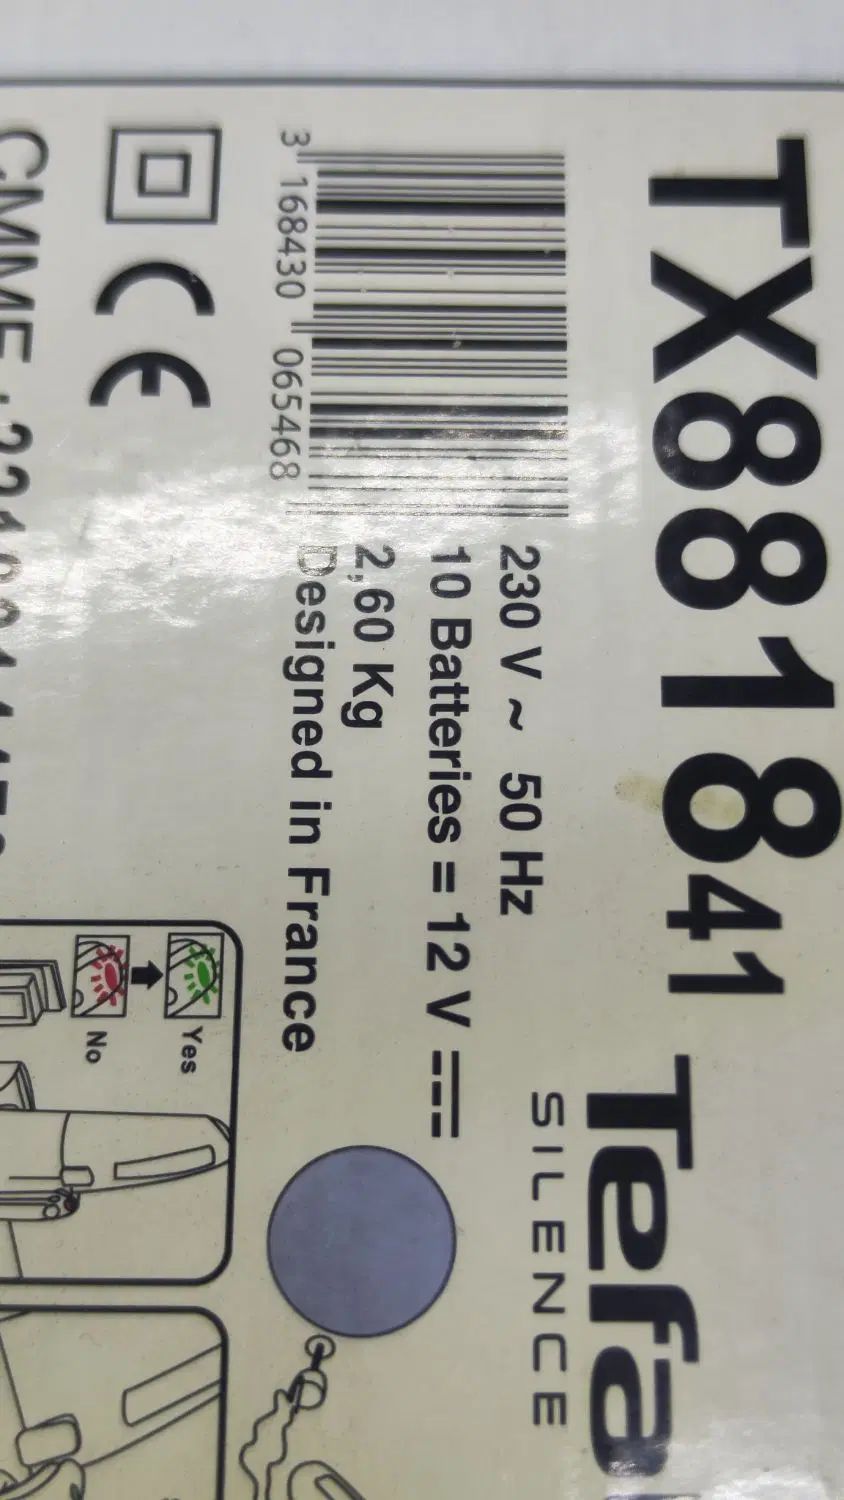 TX881841
Tefa
SILENCE
230 V ~ 50 Hz
10 Batteries = 12 V ⎓
2,60 Kg
Designed in France
3 168430 065468
CE
Yes
No